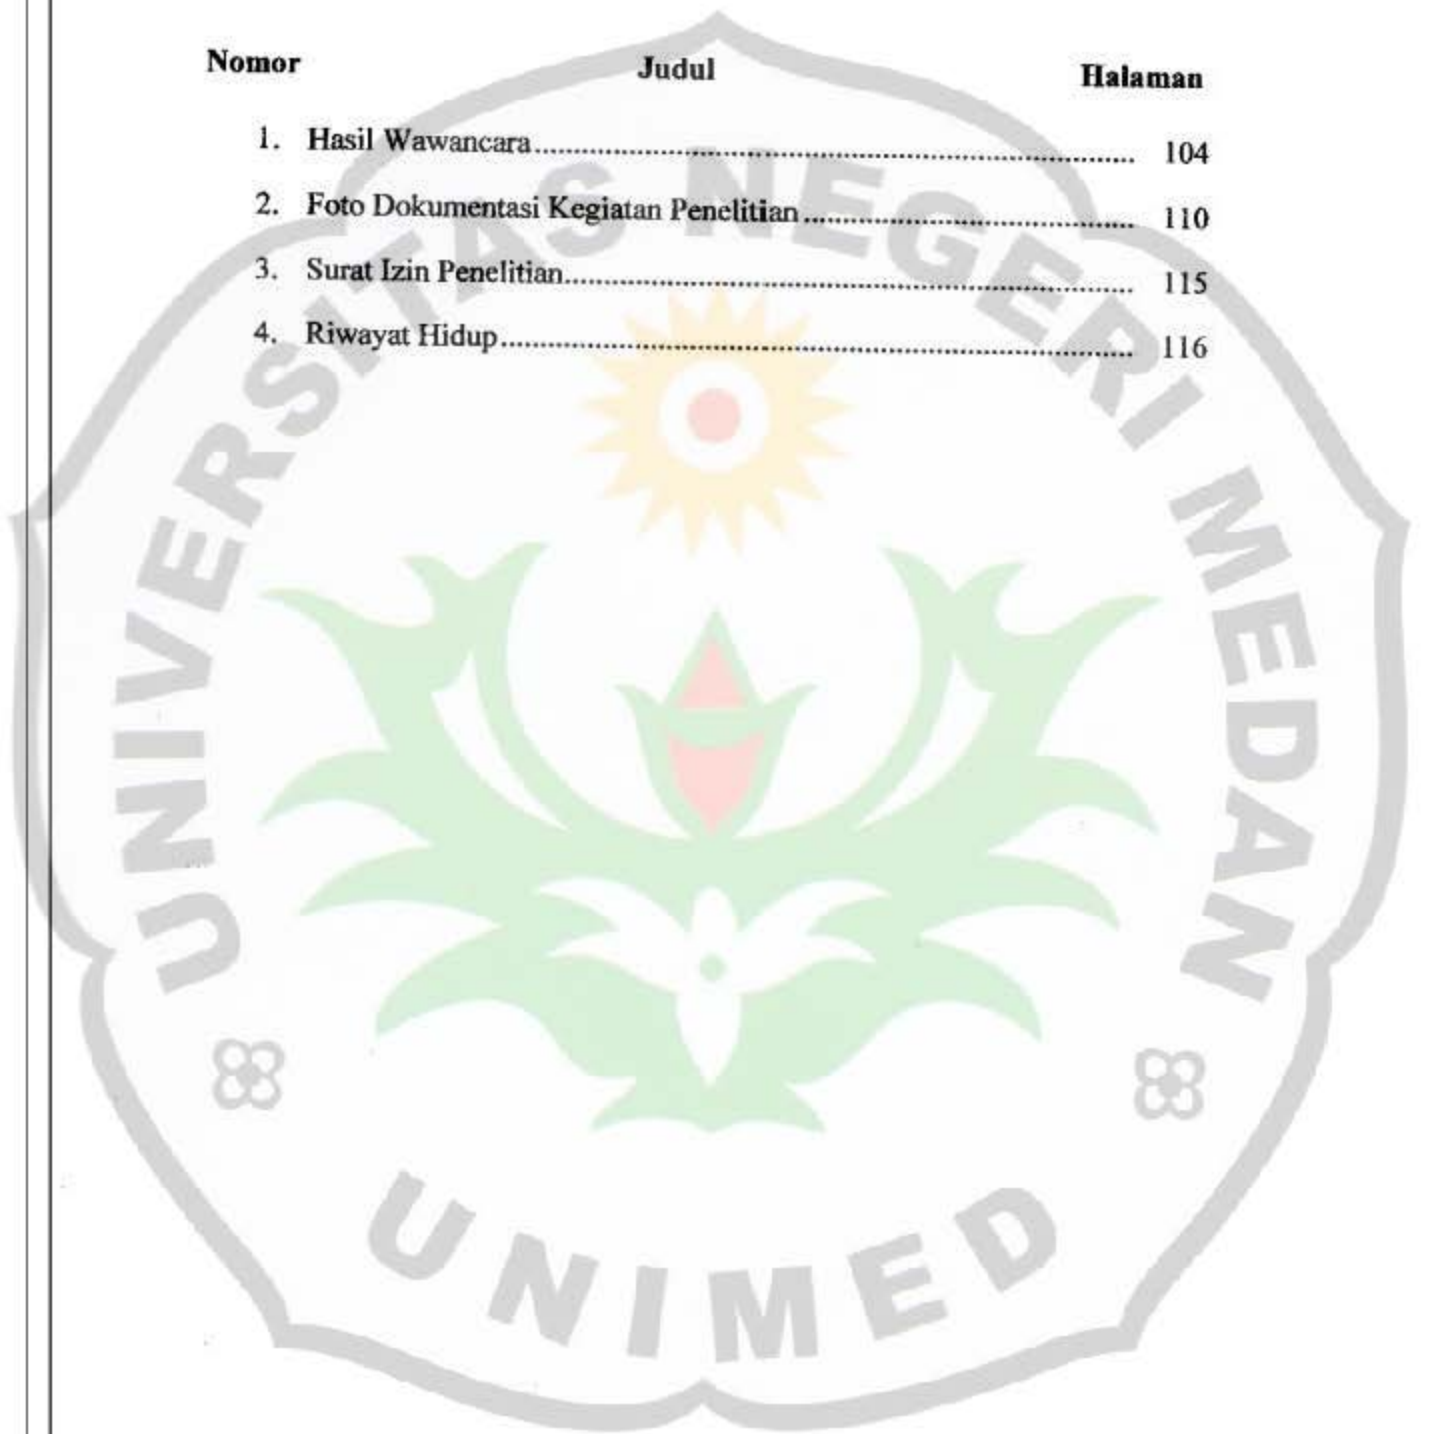 Nomor Judul Halaman
1. Hasil Wawancara........................................ 104
2. Foto Dokumentasi Kegiatan Penelitian........................................ 110
3. Surat Izin Penelitian........................................ 115
4. Riwayat Hidup........................................ 116
UNIVERSITAS NEGERI MEDAN
UNIMED